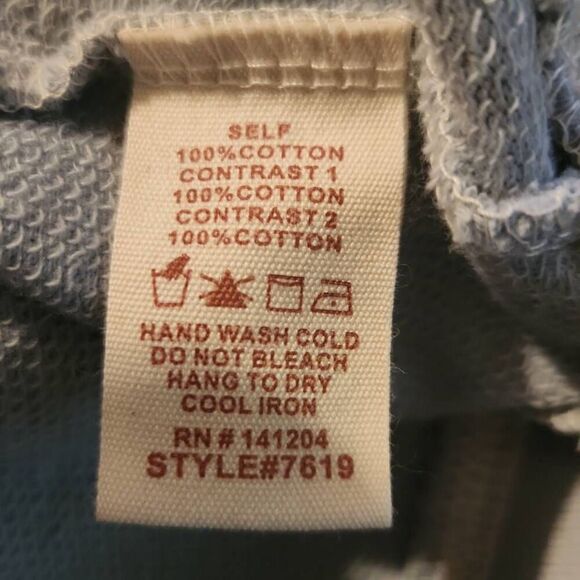 SELF
100%COTTON
CONTRAST 1
100%COTTON
CONTRAST 2
100%COTTON
HAND WASH COLD
DO NOT BLEACH
HANG TO DRY
COOL IRON
RN # 141204
STYLE#7619